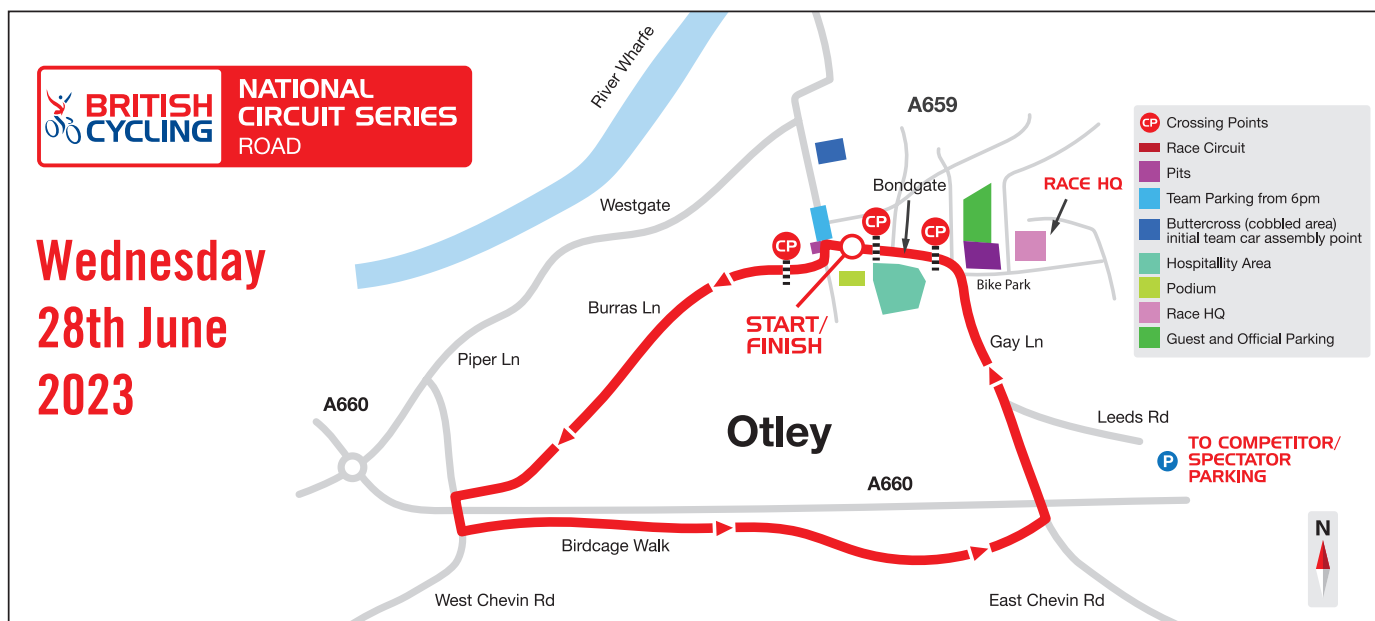 BRITISH
CYCLING
NATIONAL
CIRCUIT SERIES
ROAD
Wednesday
28th June
2023
River Wharfe
A659
Westgate
Bondgate
RACE HQ
CP
CP
CP
Burras Ln
START/
FINISH
Bike Park
Gay Ln
Piper Ln
A660
Otley
Leeds Rd
P
TO COMPETITOR/
SPECTATOR
PARKING
A660
Birdcage Walk
West Chevin Rd
East Chevin Rd
N
CP Crossing Points
Race Circuit
Pits
Team Parking from 6pm
Buttercross (cobbled area)
initial team car assembly point
Hospitallity Area
Podium
Race HQ
Guest and Official Parking